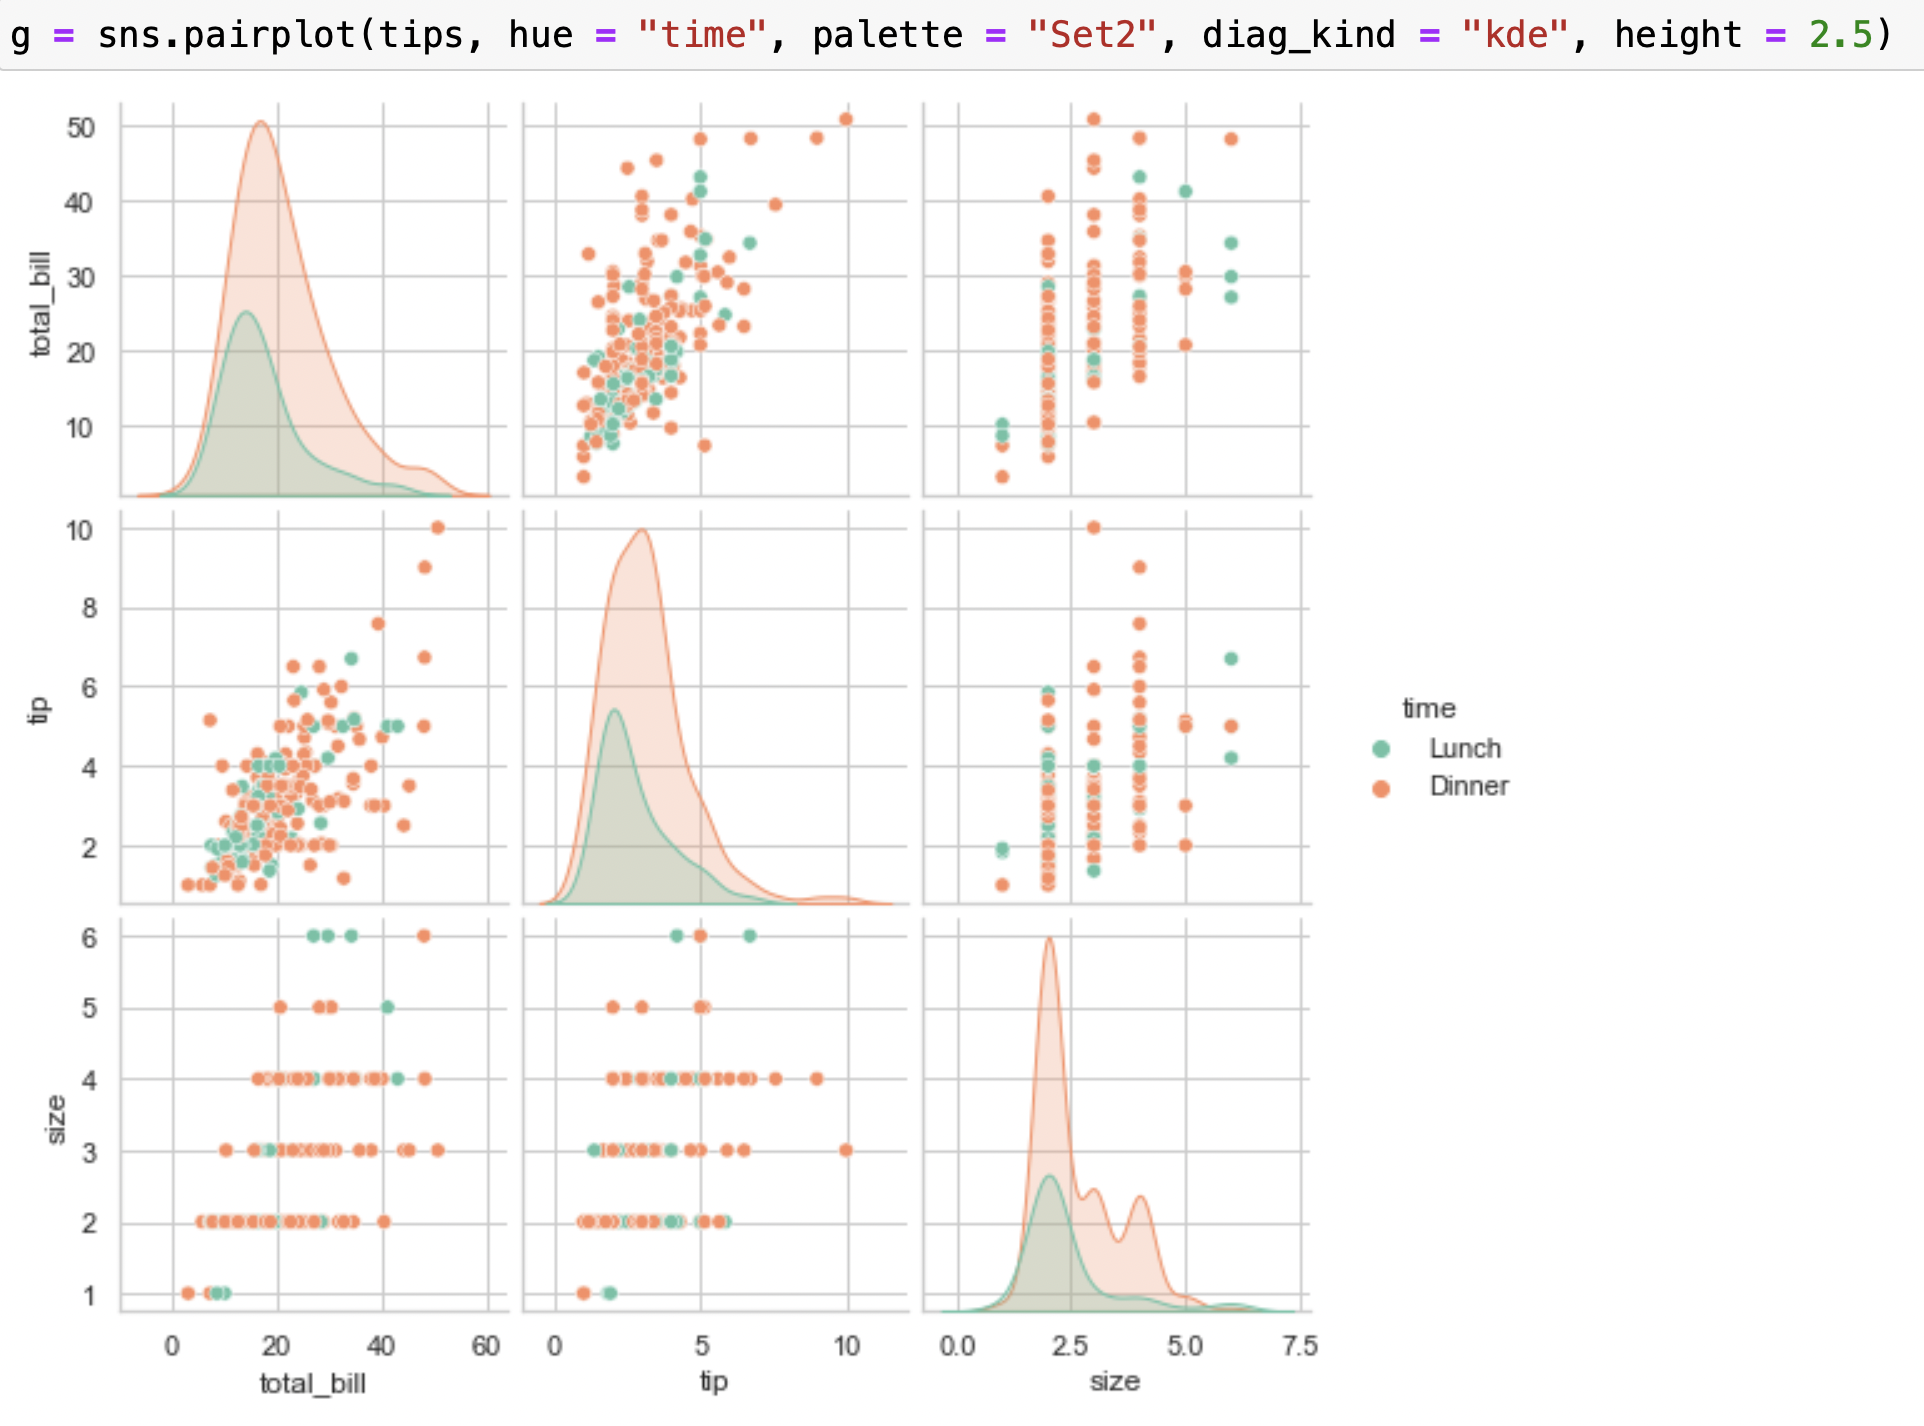 g = sns.pairplot(tips, hue = "time", palette = "Set2", diag_kind = "kde", height = 2.5)
50
40
30
20
10
total_bill
10
8
6
4
2
tip
time
Lunch
Dinner
6
5
4
3
2
1
size
0 20 40 60
0 5 10
0.0 2.5 5.0 7.5
total_bill
tip
size